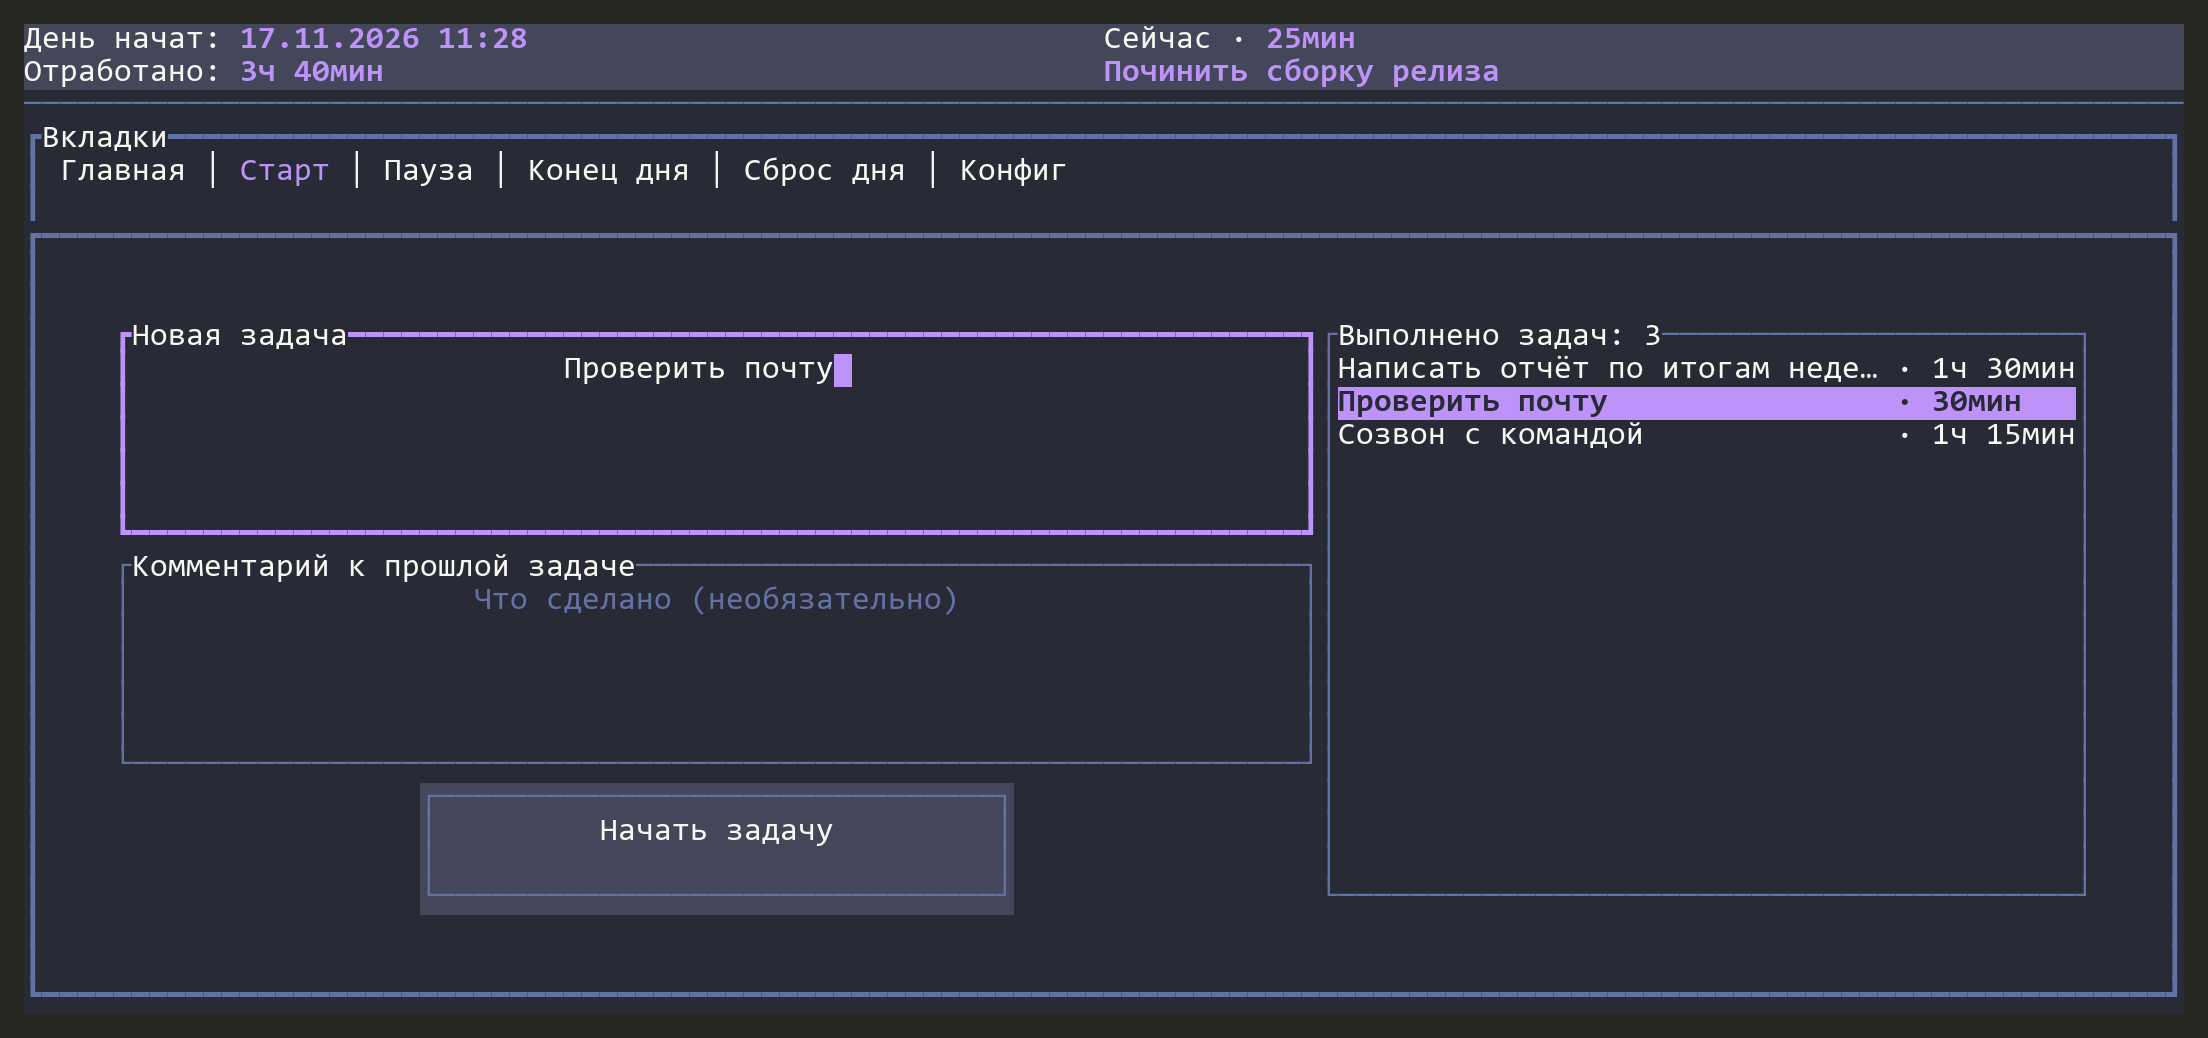 День начат: 17.11.2026 11:28
Сейчас · 25мин
Отработано: 3ч 40мин
Починить сборку релиза
Вкладки
Главная │ Старт │ Пауза │ Конец дня │ Сброс дня │ Конфиг
Новая задача
Проверить почту
Комментарий к прошлой задаче
Что сделано (необязательно)
Начать задачу
Выполнено задач: 3
Написать отчёт по итогам неде… · 1ч 30мин
Проверить почту · 30мин
Созвон с командой · 1ч 15мин